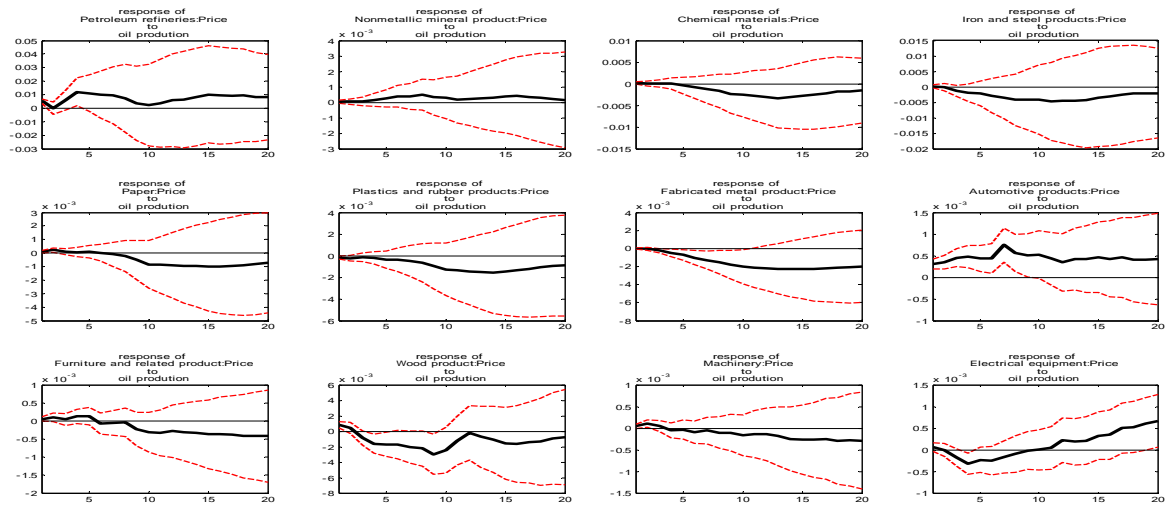 response of
Petroleum refineries:Price
to
oil prodution
0.05
0.04
0.03
0.02
0.01
0
-0.01
-0.02
-0.03
5
10
15
20
response of
Nonmetallic mineral product:Price
to
oil prodution
x 10^-3
4
3
2
1
0
-1
-2
-3
5
10
15
20
response of
Chemical materials:Price
to
oil prodution
0.01
0.005
0
-0.005
-0.01
-0.015
5
10
15
20
response of
Iron and steel products:Price
to
oil prodution
0.015
0.01
0.005
0
-0.005
-0.01
-0.015
-0.02
5
10
15
20
response of
Paper:Price
to
oil prodution
x 10^-3
3
2
1
0
-1
-2
-3
-4
-5
5
10
15
20
response of
Plastics and rubber products:Price
to
oil prodution
x 10^-3
4
2
0
-2
-4
-6
5
10
15
20
response of
Fabricated metal product:Price
to
oil prodution
x 10^-3
4
2
0
-2
-4
-6
-8
5
10
15
20
response of
Automotive products:Price
to
oil prodution
x 10^-3
1.5
1
0.5
0
-0.5
-1
5
10
15
20
response of
Furniture and related product:Price
to
oil prodution
x 10^-3
1
0.5
0
-0.5
-1
-1.5
-2
5
10
15
20
response of
Wood product:Price
to
oil prodution
x 10^-3
6
4
2
0
-2
-4
-6
-8
5
10
15
20
response of
Machinery:Price
to
oil prodution
x 10^-3
1
0.5
0
-0.5
-1
-1.5
5
10
15
20
response of
Electrical equipment:Price
to
oil prodution
x 10^-3
1.5
1
0.5
0
-0.5
-1
5
10
15
20